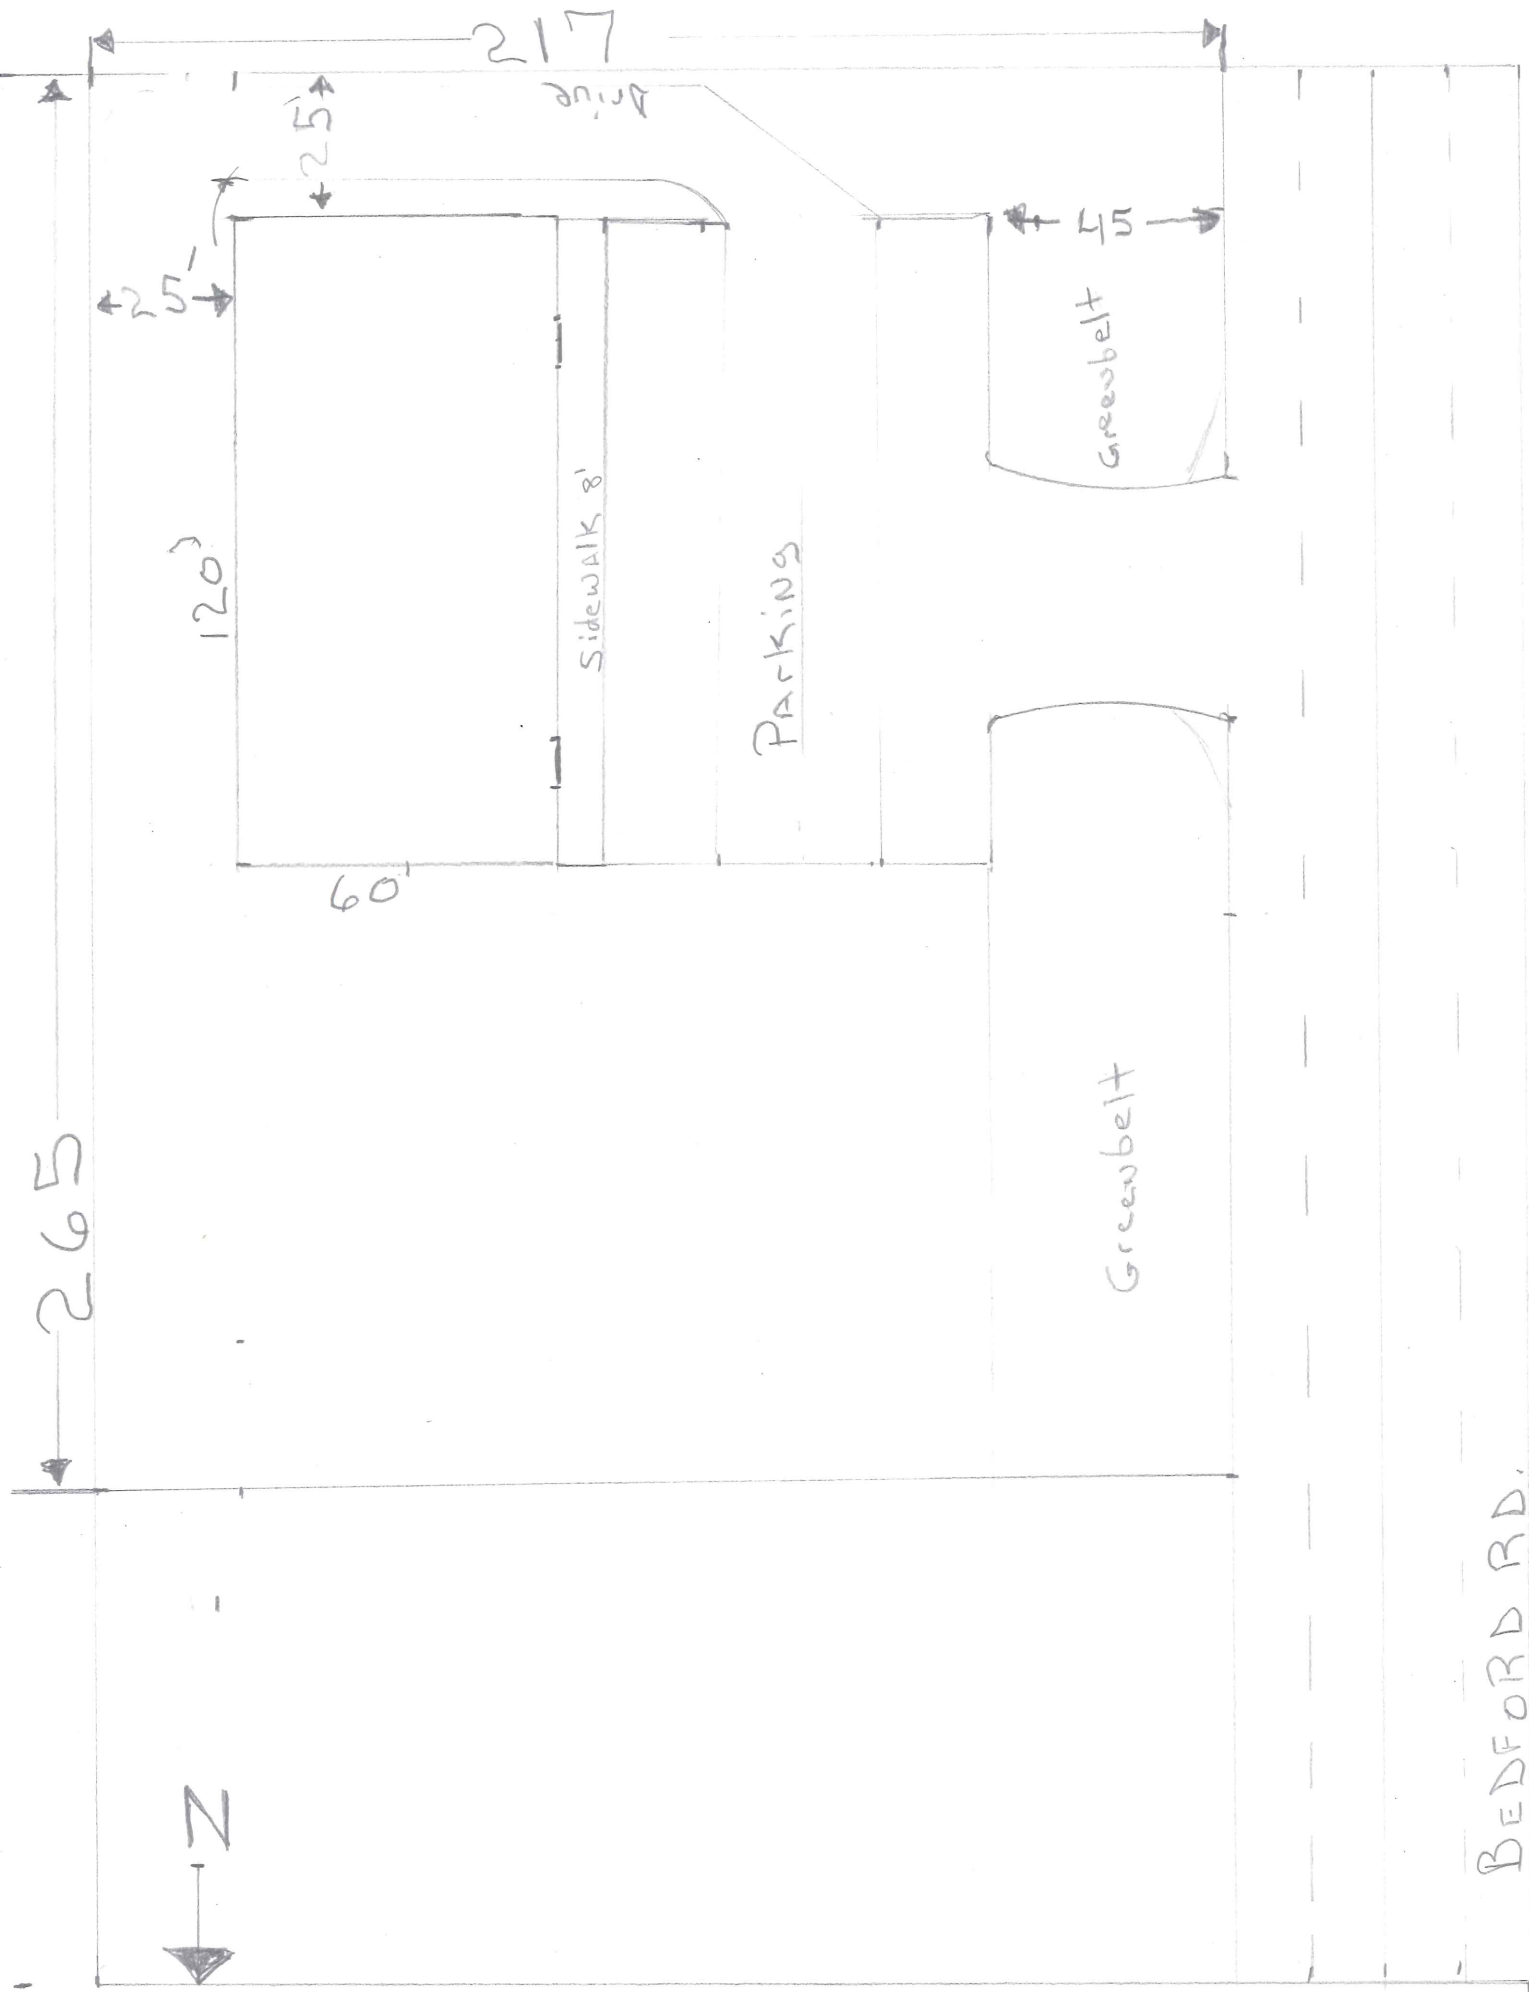 217
Drive
25'
25'
45
Greenbelt
120'
Sidewalk 8'
Parking
60'
265
Greenbelt
N
BEDFORD RD.